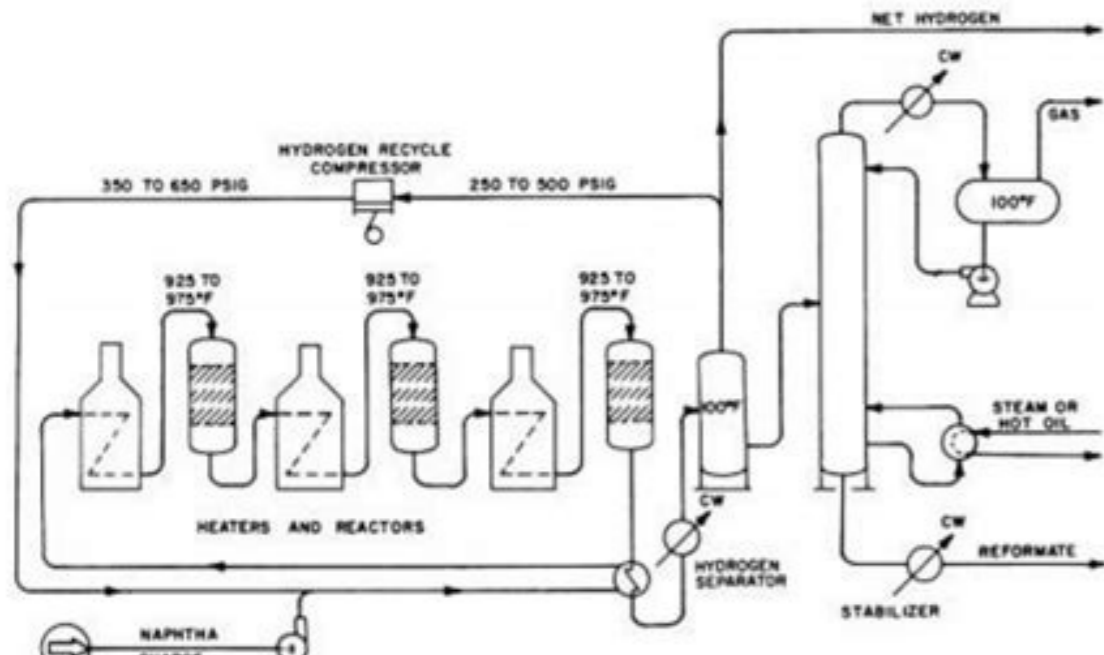 NET HYDROGEN
CW
GAS
HYDROGEN RECYCLE
COMPRESSOR
350 TO 650 PSIG
250 TO 500 PSIG
100°F
925 TO
975°F
925 TO
975°F
925 TO
975°F
100°F
STEAM OR
HOT OIL
CW
CW
HEATERS AND REACTORS
REFORMATE
HYDROGEN
SEPARATOR
STABILIZER
NAPHTHA